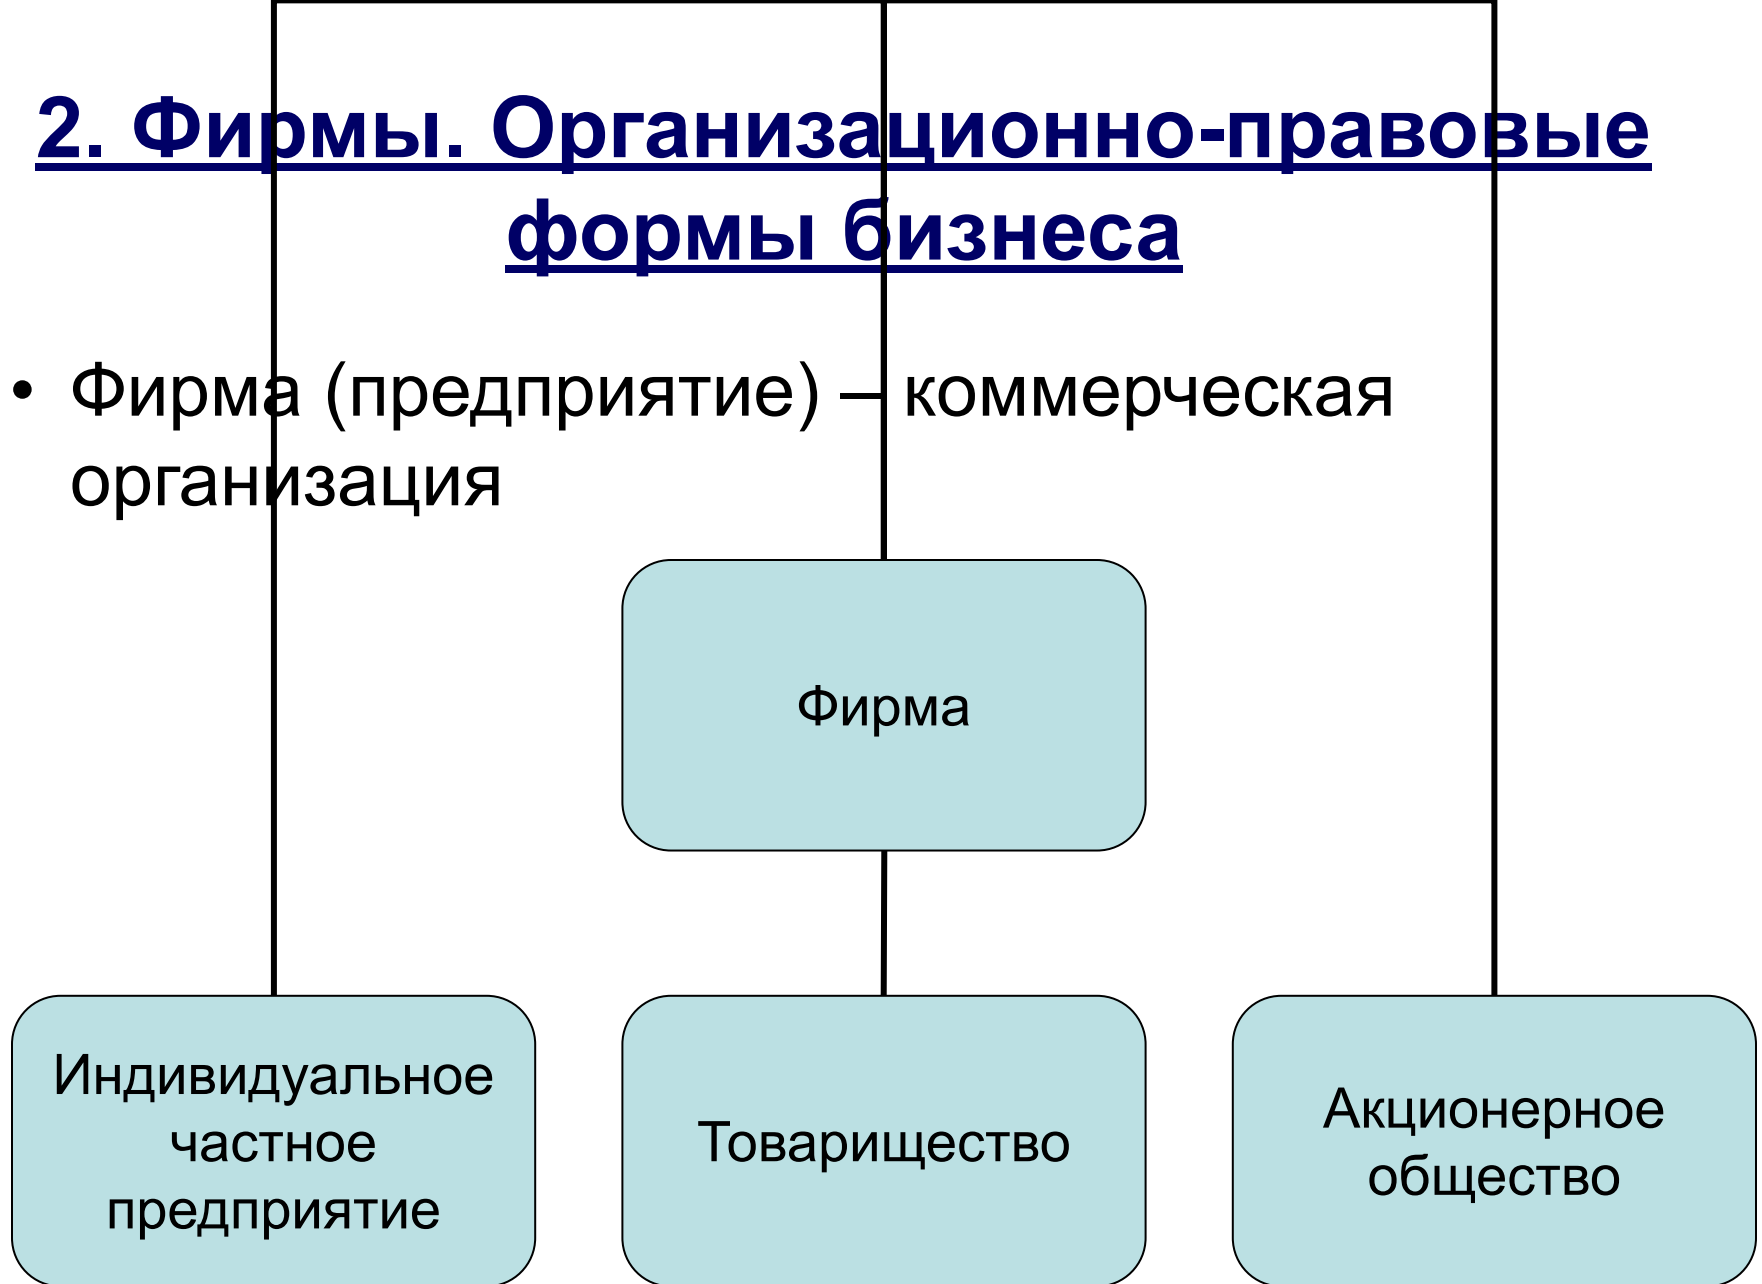 2. Фирмы. Организационно-правовые
формы бизнеса
• Фирма (предприятие) – коммерческая
организация
Фирма
Индивидуальное
частное
предприятие
Товарищество
Акционерное
общество